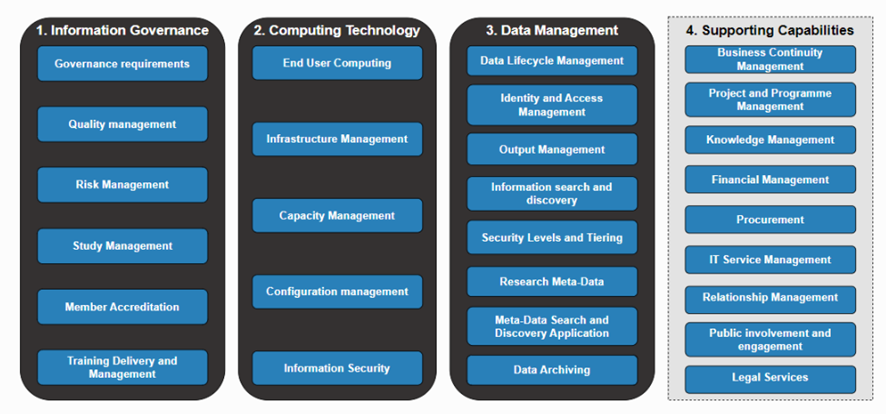 1. Information Governance
Governance requirements
Quality management
Risk Management
Study Management
Member Accreditation
Training Delivery and
Management
2. Computing Technology
End User Computing
Infrastructure Management
Capacity Management
Configuration management
Information Security
3. Data Management
Data Lifecycle Management
Identity and Access
Management
Output Management
Information search and
discovery
Security Levels and Tiering
Research Meta-Data
Meta-Data Search and
Discovery Application
Data Archiving
4. Supporting Capabilities
Business Continuity
Management
Project and Programme
Management
Knowledge Management
Financial Management
Procurement
IT Service Management
Relationship Management
Public involvement and
engagement
Legal Services